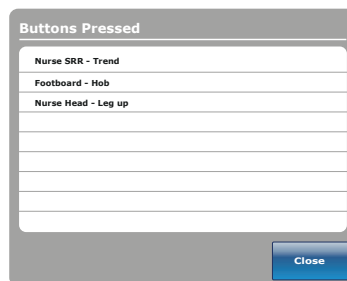 Buttons Pressed
Nurse SRR - Trend
Footboard - Hob
Nurse Head - Leg up
Close